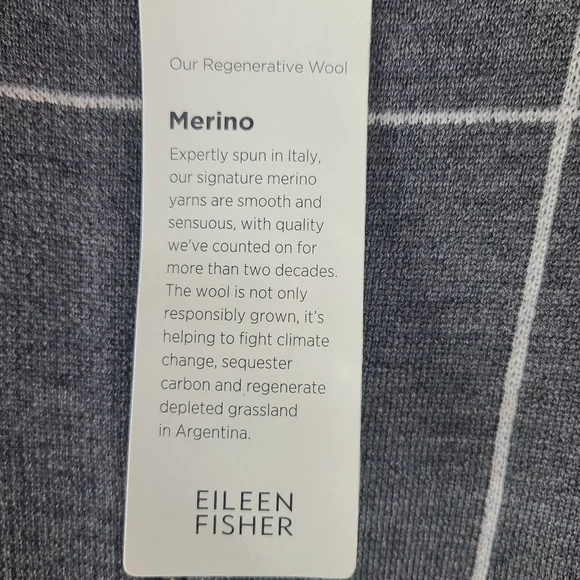 Our Regenerative Wool
Merino
Expertly spun in Italy,
our signature merino
yarns are smooth and
sensuous, with quality
we've counted on for
more than two decades.
The wool is not only
responsibly grown, it's
helping to fight climate
change, sequester
carbon and regenerate
depleted grassland
in Argentina.
EILEEN
FISHER